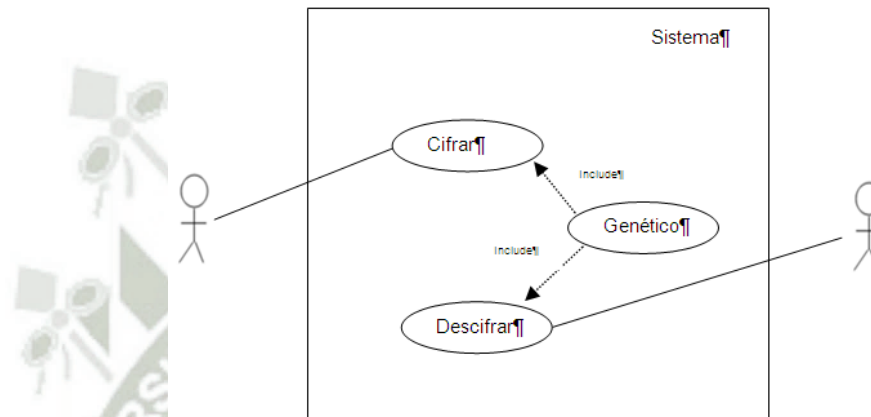 Sistema¶
Cifrar¶
Include¶
Genético¶
Include¶
Descifrar¶